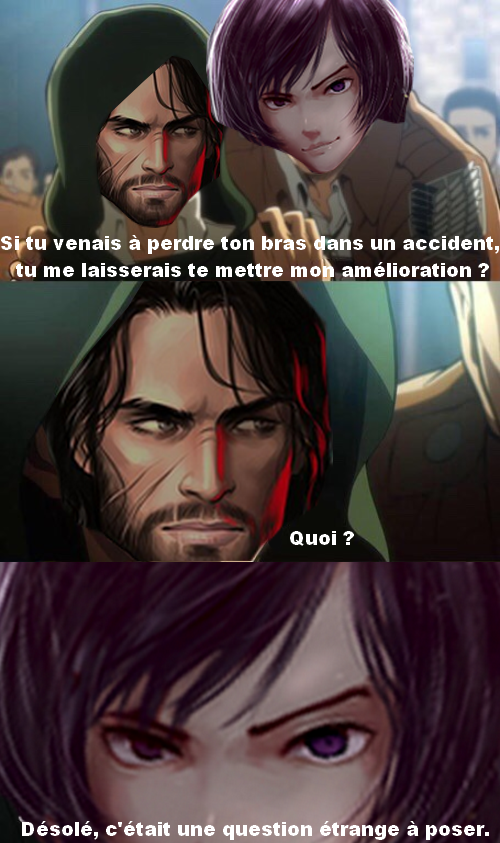 Si tu venais à perdre ton bras dans un accident,
tu me laisserais te mettre mon amélioration ?
Quoi ?
Désolé, c'était une question étrange à poser.